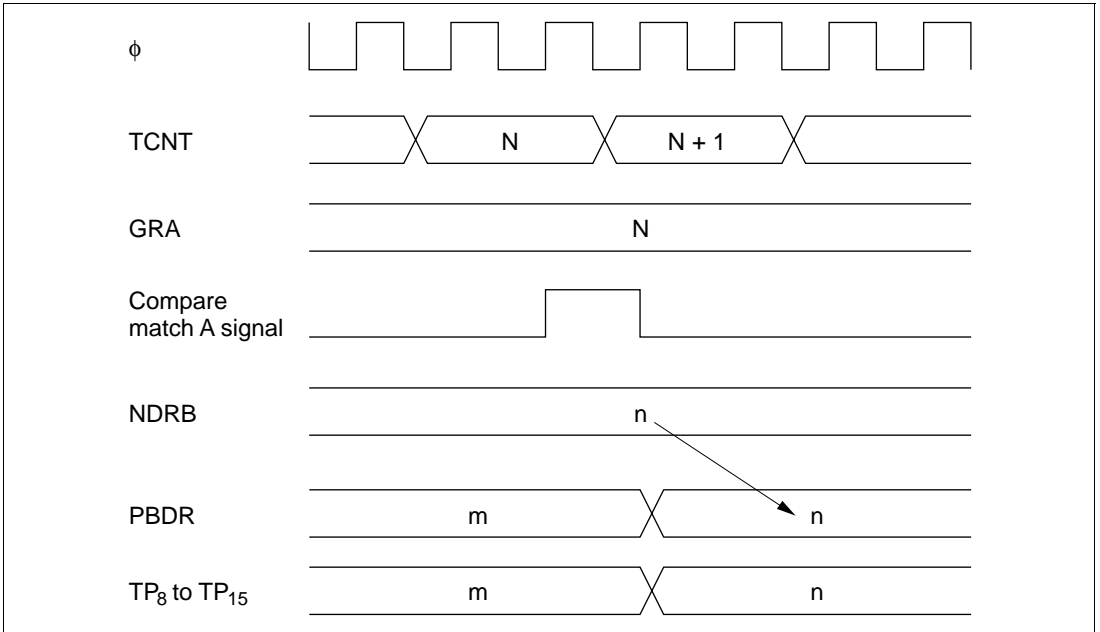 ϕ
TCNT N N + 1
GRA N
Compare
match A signal
NDRB n
PBDR m n
TP8 to TP15 m n